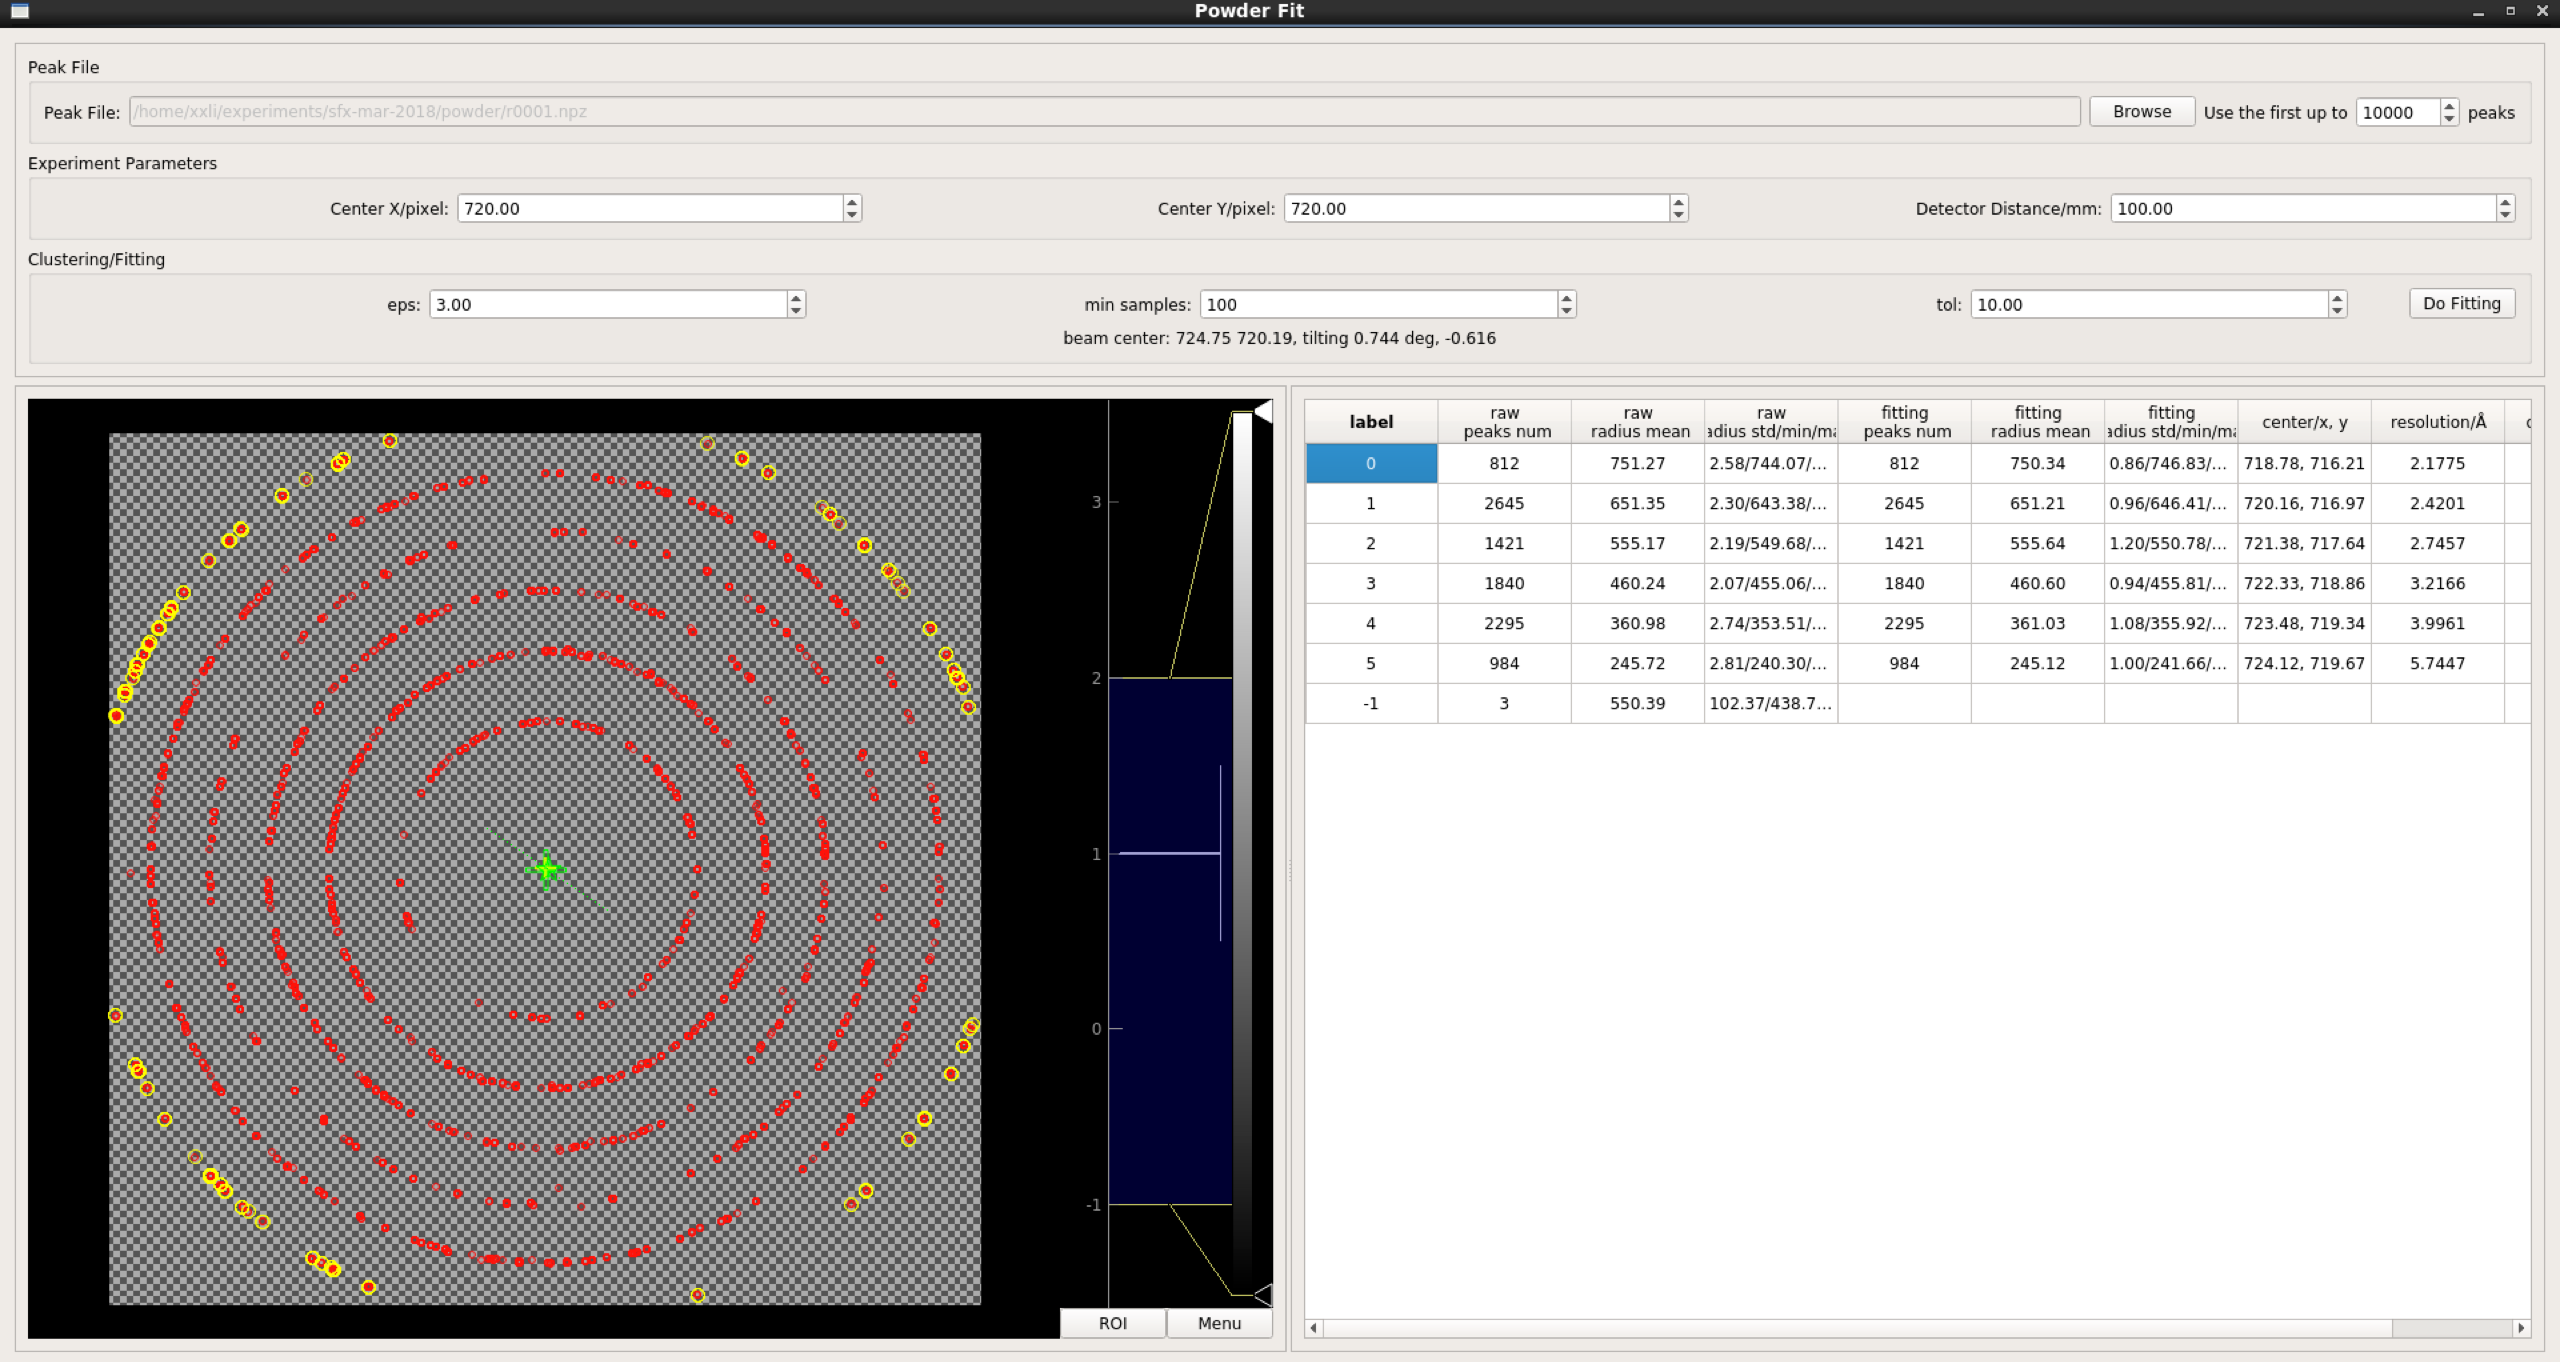 Powder Fit
Peak File
Peak File: /home/xxli/experiments/sfx-mar-2018/powder/r0001.npz Browse Use the first up to 10000 peaks
Experiment Parameters
Center X/pixel: 720.00 Center Y/pixel: 720.00 Detector Distance/mm: 100.00
Clustering/Fitting
eps: 3.00 min samples: 100 tol: 10.00 Do Fitting
beam center: 724.75 720.19, tilting 0.744 deg, -0.616
3
2
1
0
-1
ROI Menu
label raw peaks num raw radius mean raw adius std/min/ma fitting peaks num fitting radius mean fitting adius std/min/ma center/x, y resolution/Å
0 812 751.27 2.58/744.07/... 812 750.34 0.86/746.83/... 718.78, 716.21 2.1775
1 2645 651.35 2.30/643.38/... 2645 651.21 0.96/646.41/... 720.16, 716.97 2.4201
2 1421 555.17 2.19/549.68/... 1421 555.64 1.20/550.78/... 721.38, 717.64 2.7457
3 1840 460.24 2.07/455.06/... 1840 460.60 0.94/455.81/... 722.33, 718.86 3.2166
4 2295 360.98 2.74/353.51/... 2295 361.03 1.08/355.92/... 723.48, 719.34 3.9961
5 984 245.72 2.81/240.30/... 984 245.12 1.00/241.66/... 724.12, 719.67 5.7447
-1 3 550.39 102.37/438.7...